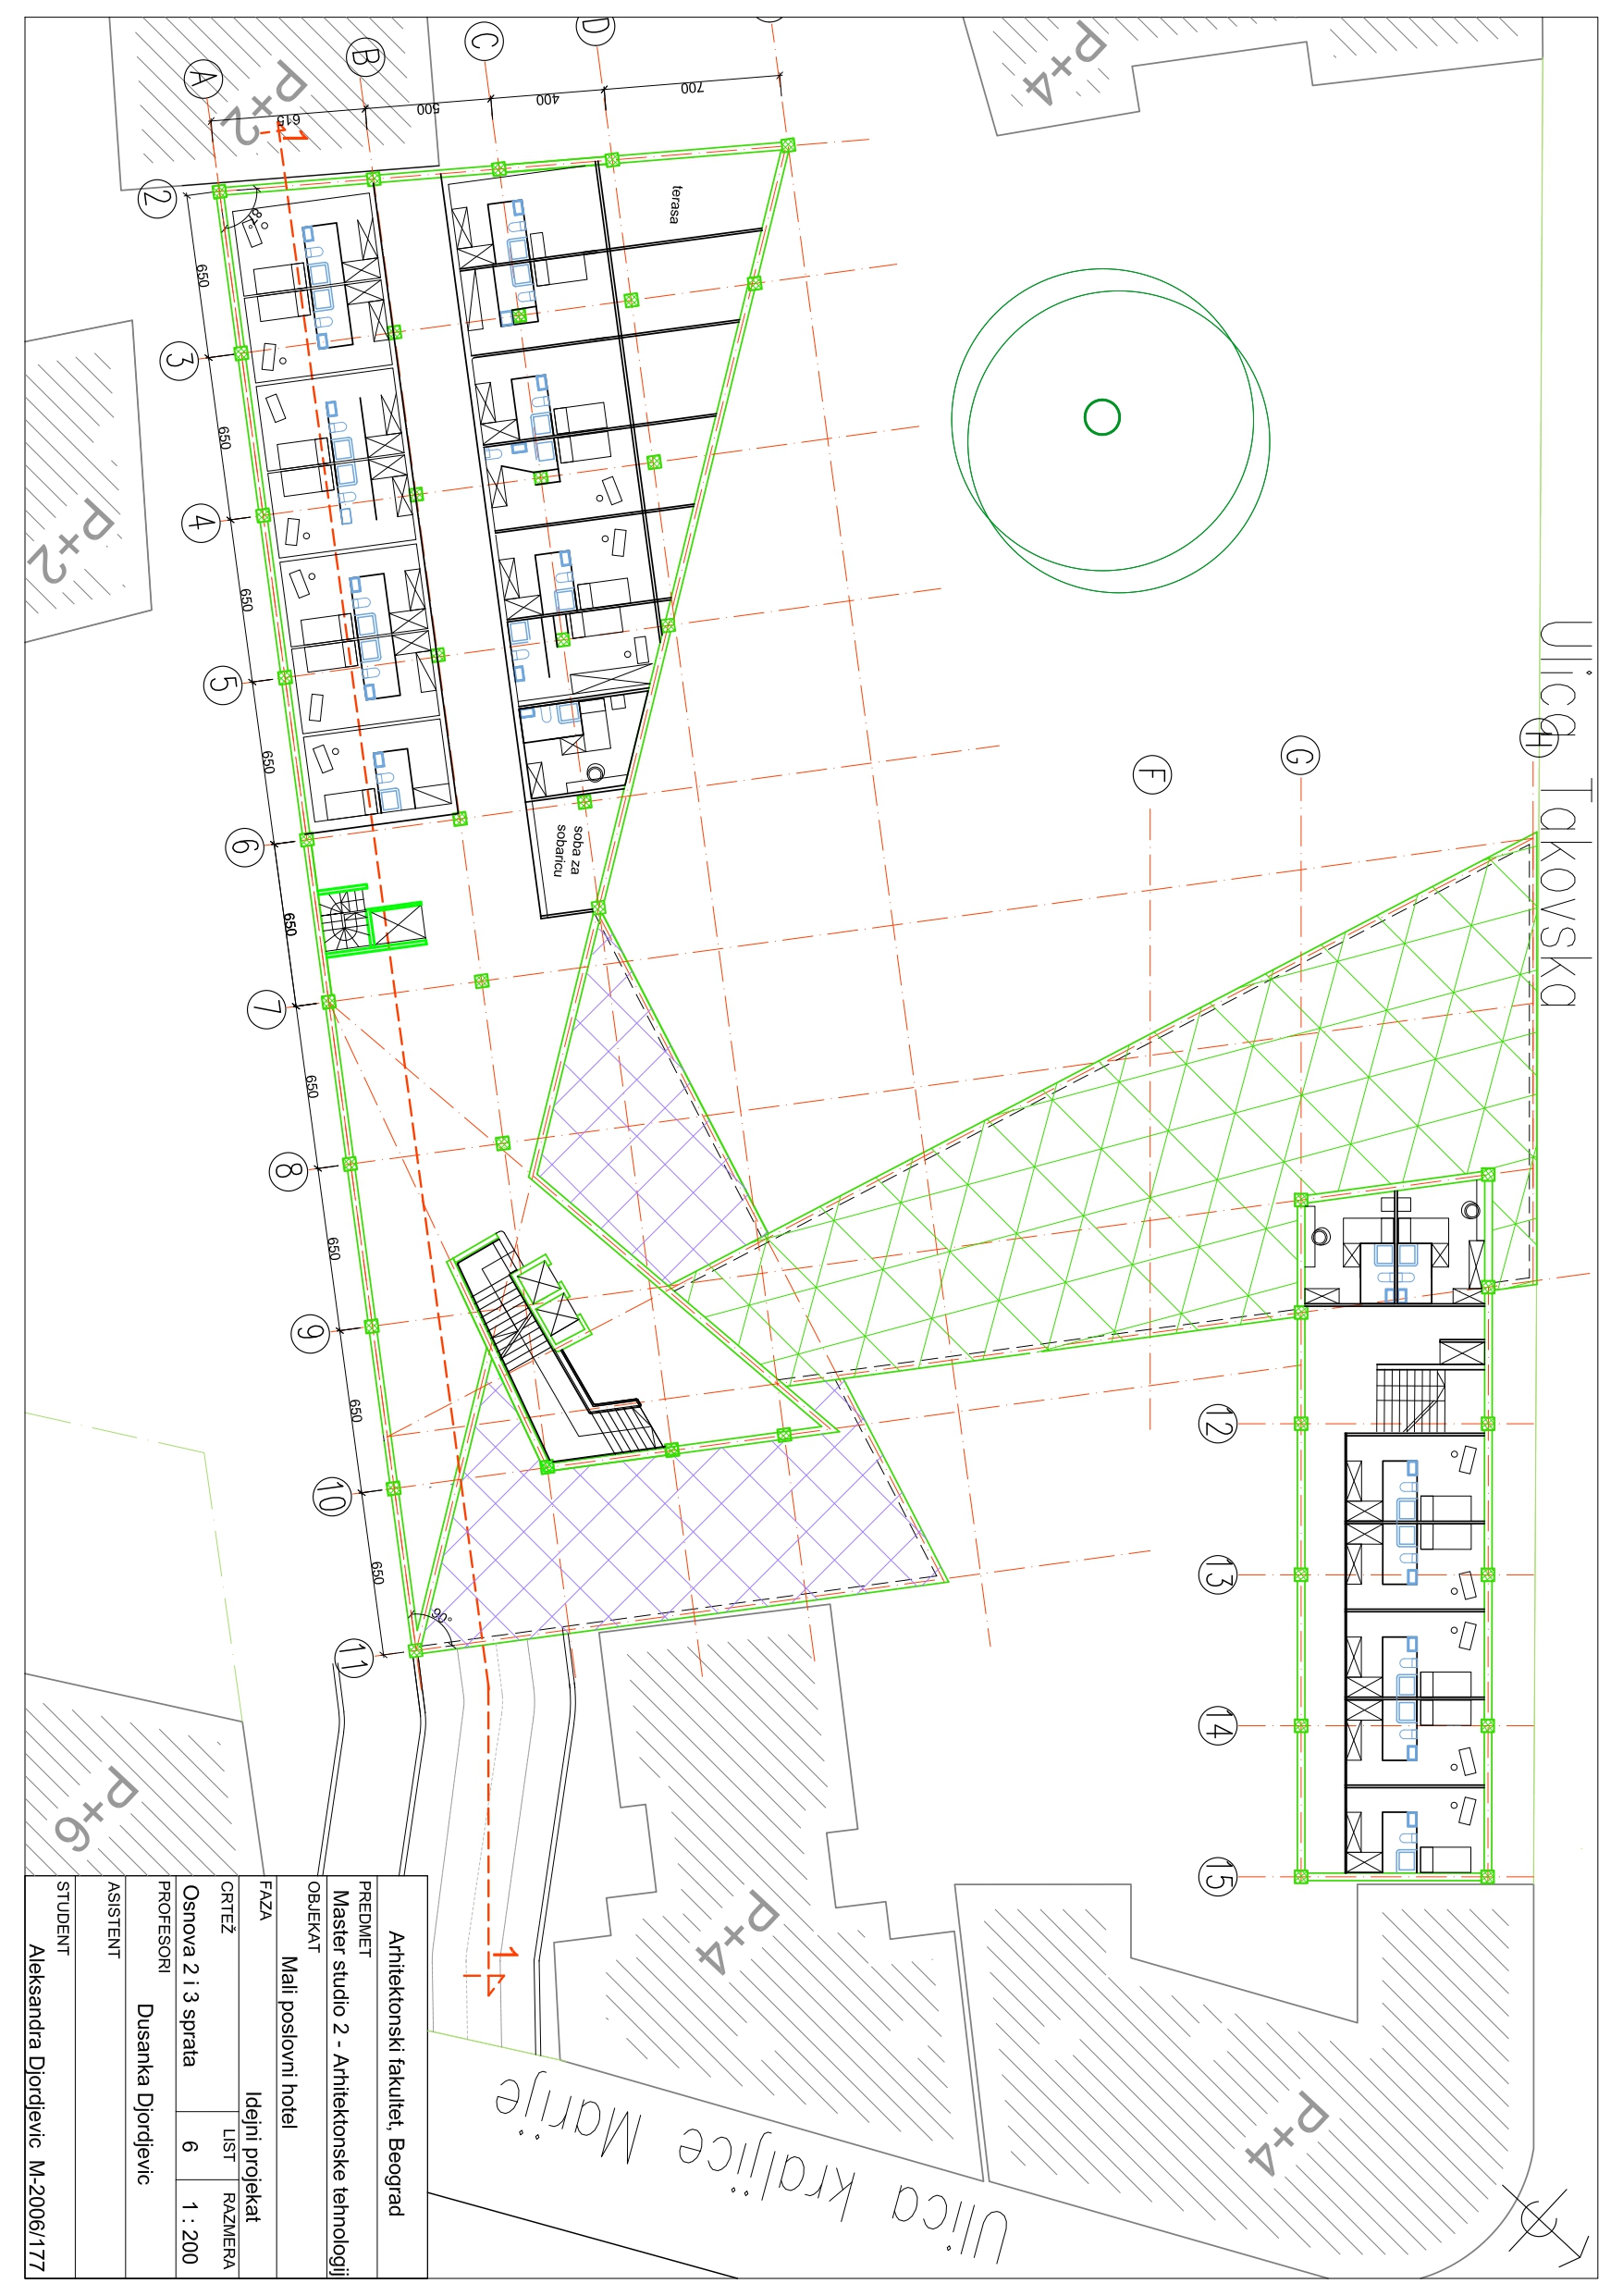 Ulica Takovska
H
G
F
12
13
14
15
P+4
P+4
P+4
Ulica kraljice Marije
terasa
soba za
sobaricu
700
400
500
615
D
C
B
A
87°
90°
1
1
650
650
650
650
650
650
650
650
650
2
3
4
5
6
7
8
9
10
11
P+2
P+2
P+6
Arhitektonski fakultet, Beograd
PREDMET
Master studio 2 - Arhitektonske tehnologij
OBJEKAT
Mali poslovni hotel
FAZA
Idejni projekat
CRTEŽ LIST RAZMERA
Osnova 2 i 3 sprata 6 1 : 200
PROFESORI
Dusanka Djordjevic
ASISTENT
STUDENT
Aleksandra Djordjevic M-2006/177